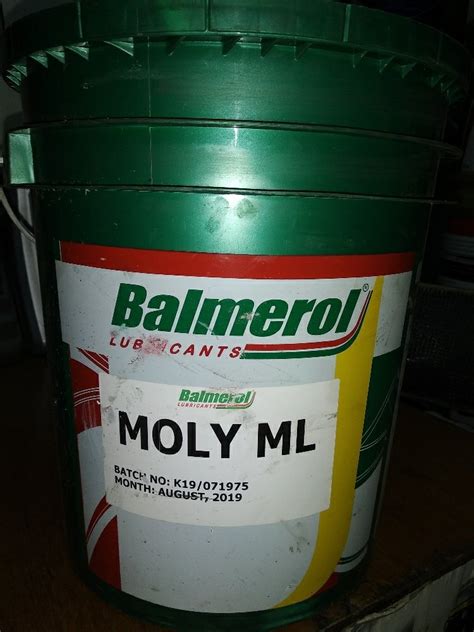 Balmerol®
LUBRICANTS
Balmerol
LUBRICANTS
MOLY ML
BATCH NO: K19/071975
MONTH: AUGUST, 2019